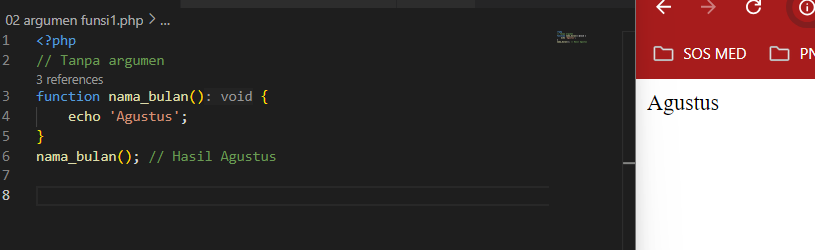 02 argumen funsi1.php > ...
1 <?php
2 // Tanpa argumen
3 references
3 function nama_bulan(): void {
4 echo 'Agustus';
5 }
6 nama_bulan(); // Hasil Agustus
7
8
SOS MED
Agustus